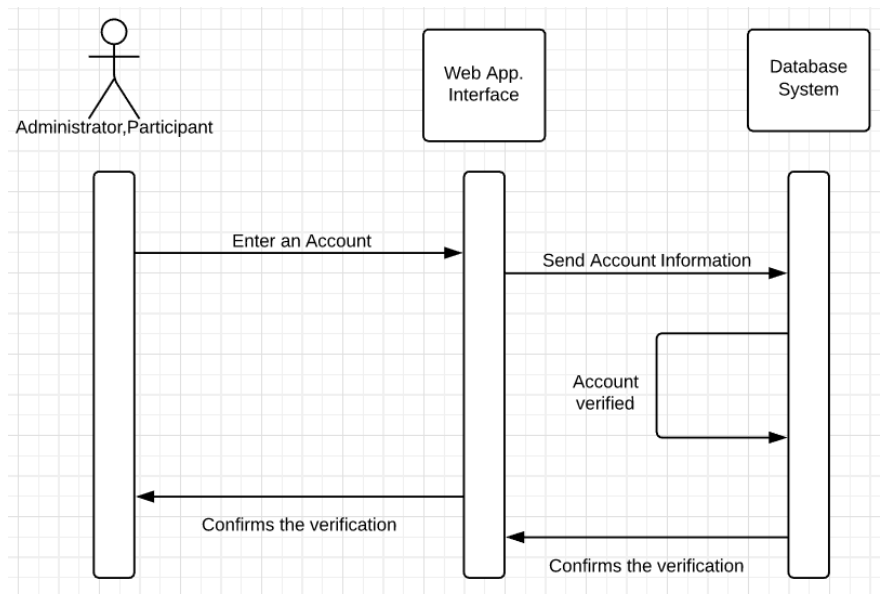 Administrator,Participant
Web App.
Interface
Database
System
Enter an Account
Send Account Information
Account
verified
Confirms the verification
Confirms the verification